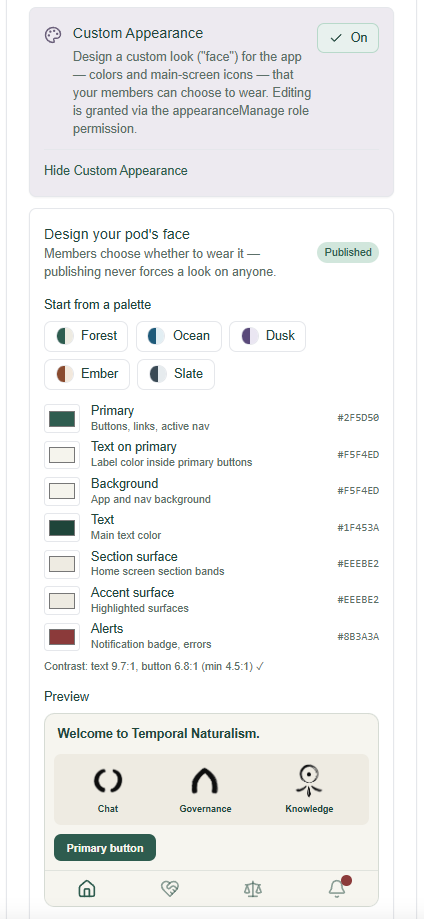 Custom Appearance
On
Design a custom look ("face") for the app
— colors and main-screen icons — that
your members can choose to wear. Editing
is granted via the appearanceManage role
permission.
Hide Custom Appearance
Design your pod's face
Members choose whether to wear it —
publishing never forces a look on anyone.
Published
Start from a palette
Forest
Ocean
Dusk
Ember
Slate
Primary
Buttons, links, active nav
#2F5D50
Text on primary
Label color inside primary buttons
#F5F4ED
Background
App and nav background
#F5F4ED
Text
Main text color
#1F453A
Section surface
Home screen section bands
#EEEBE2
Accent surface
Highlighted surfaces
#EEEBE2
Alerts
Notification badge, errors
#8B3A3A
Contrast: text 9.7:1, button 6.8:1 (min 4.5:1) ✓
Preview
Welcome to Temporal Naturalism.
Chat
Governance
Knowledge
Primary button